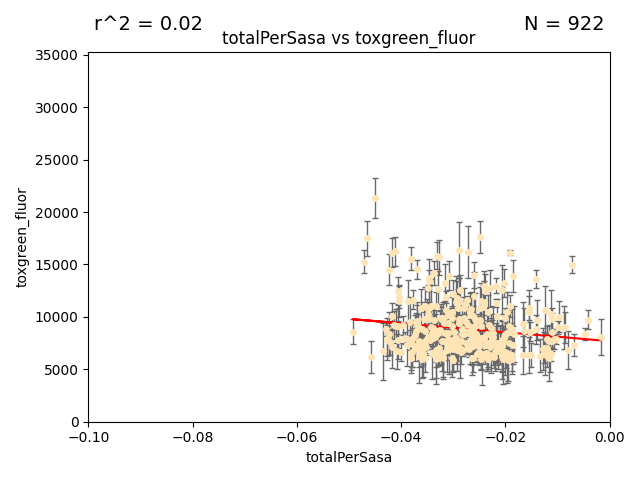 r^2 = 0.02
N = 922
totalPerSasa vs toxgreen_fluor
35000
30000
25000
20000
15000
10000
5000
0
toxgreen_fluor
−0.10
−0.08
−0.06
−0.04
−0.02
0.00
totalPerSasa